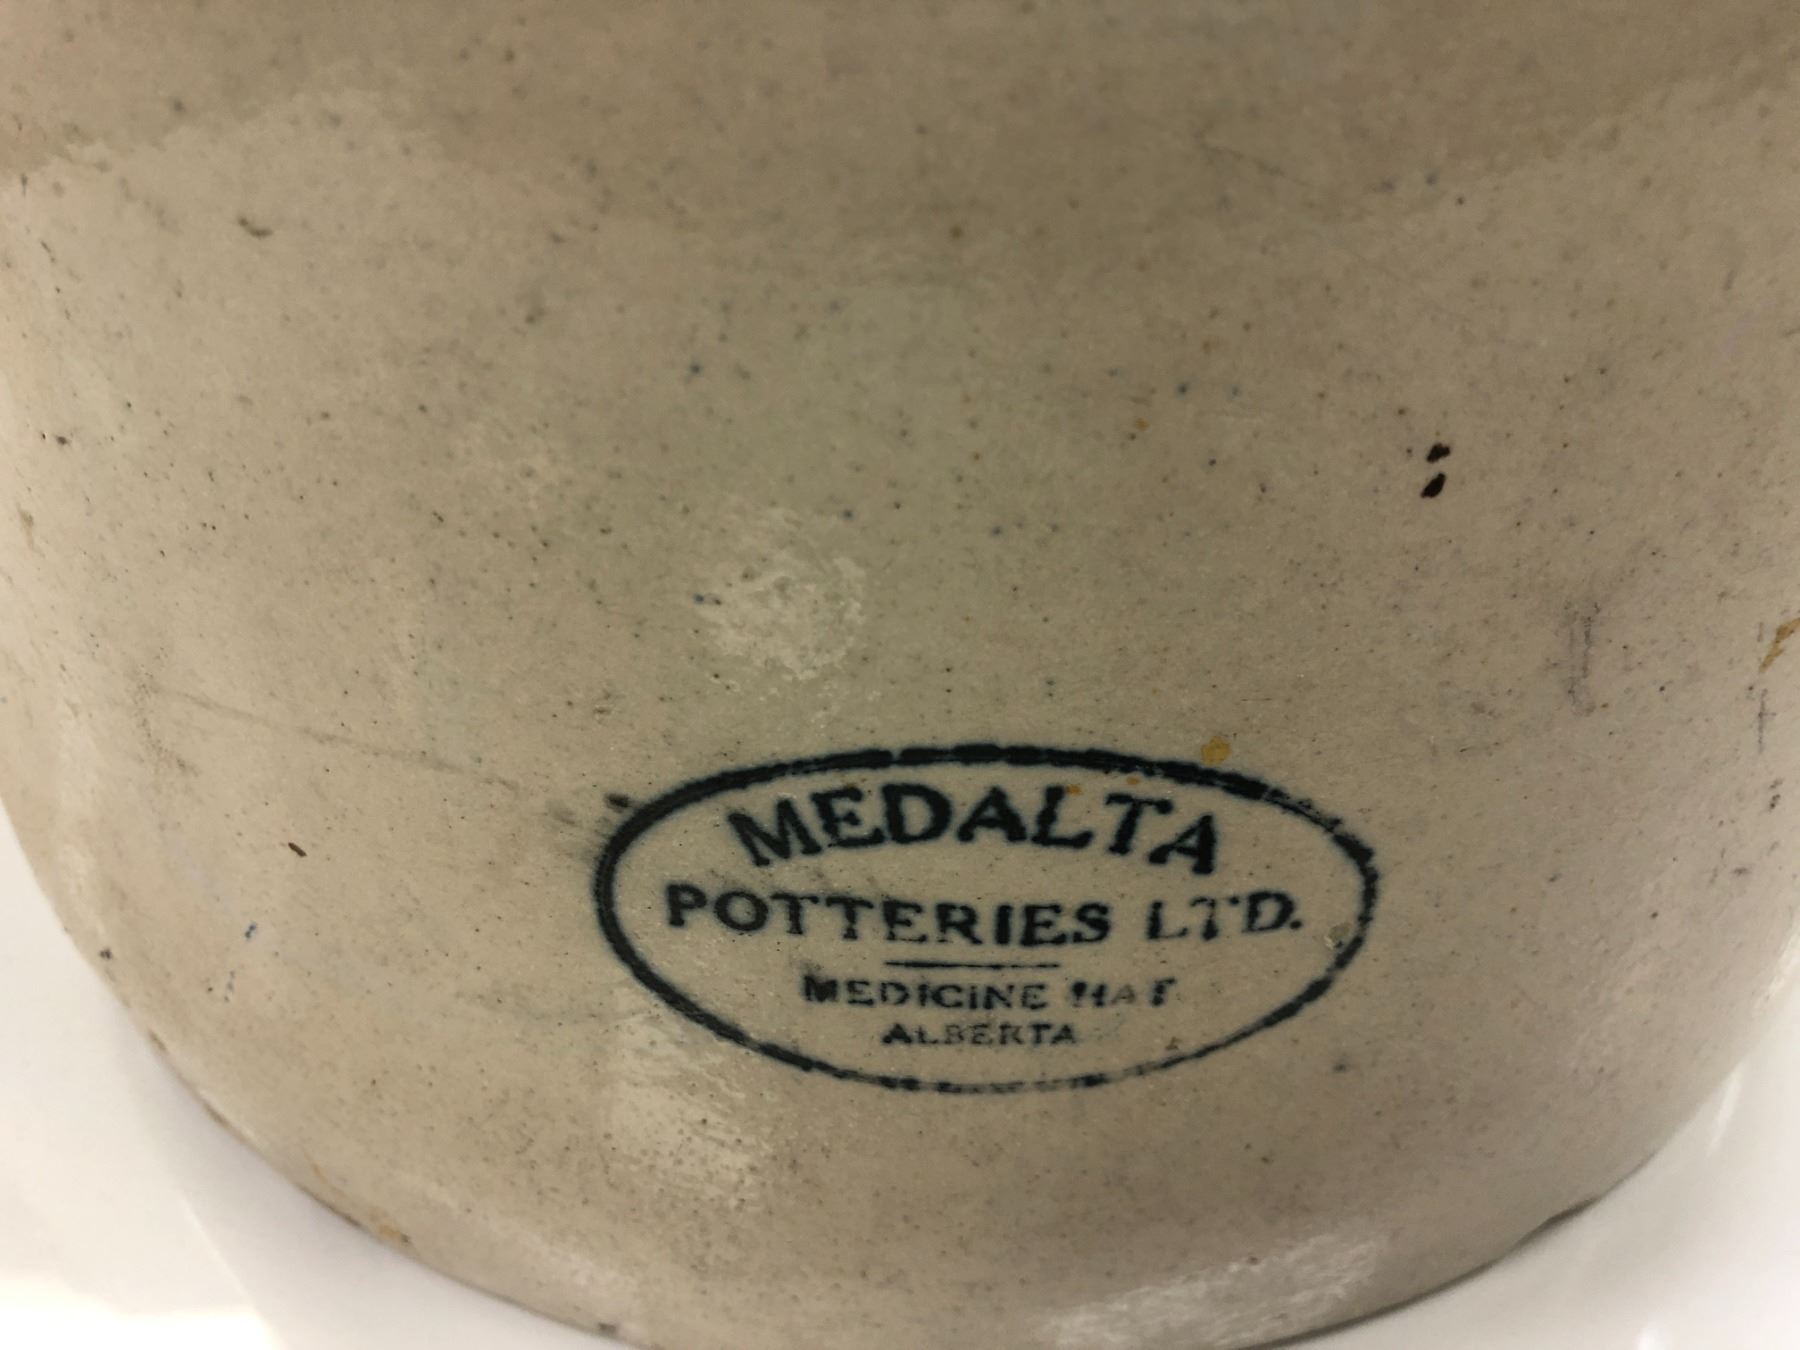 MEDALTA
POTTERIES LTD.
MEDICINE HAT
ALBERTA